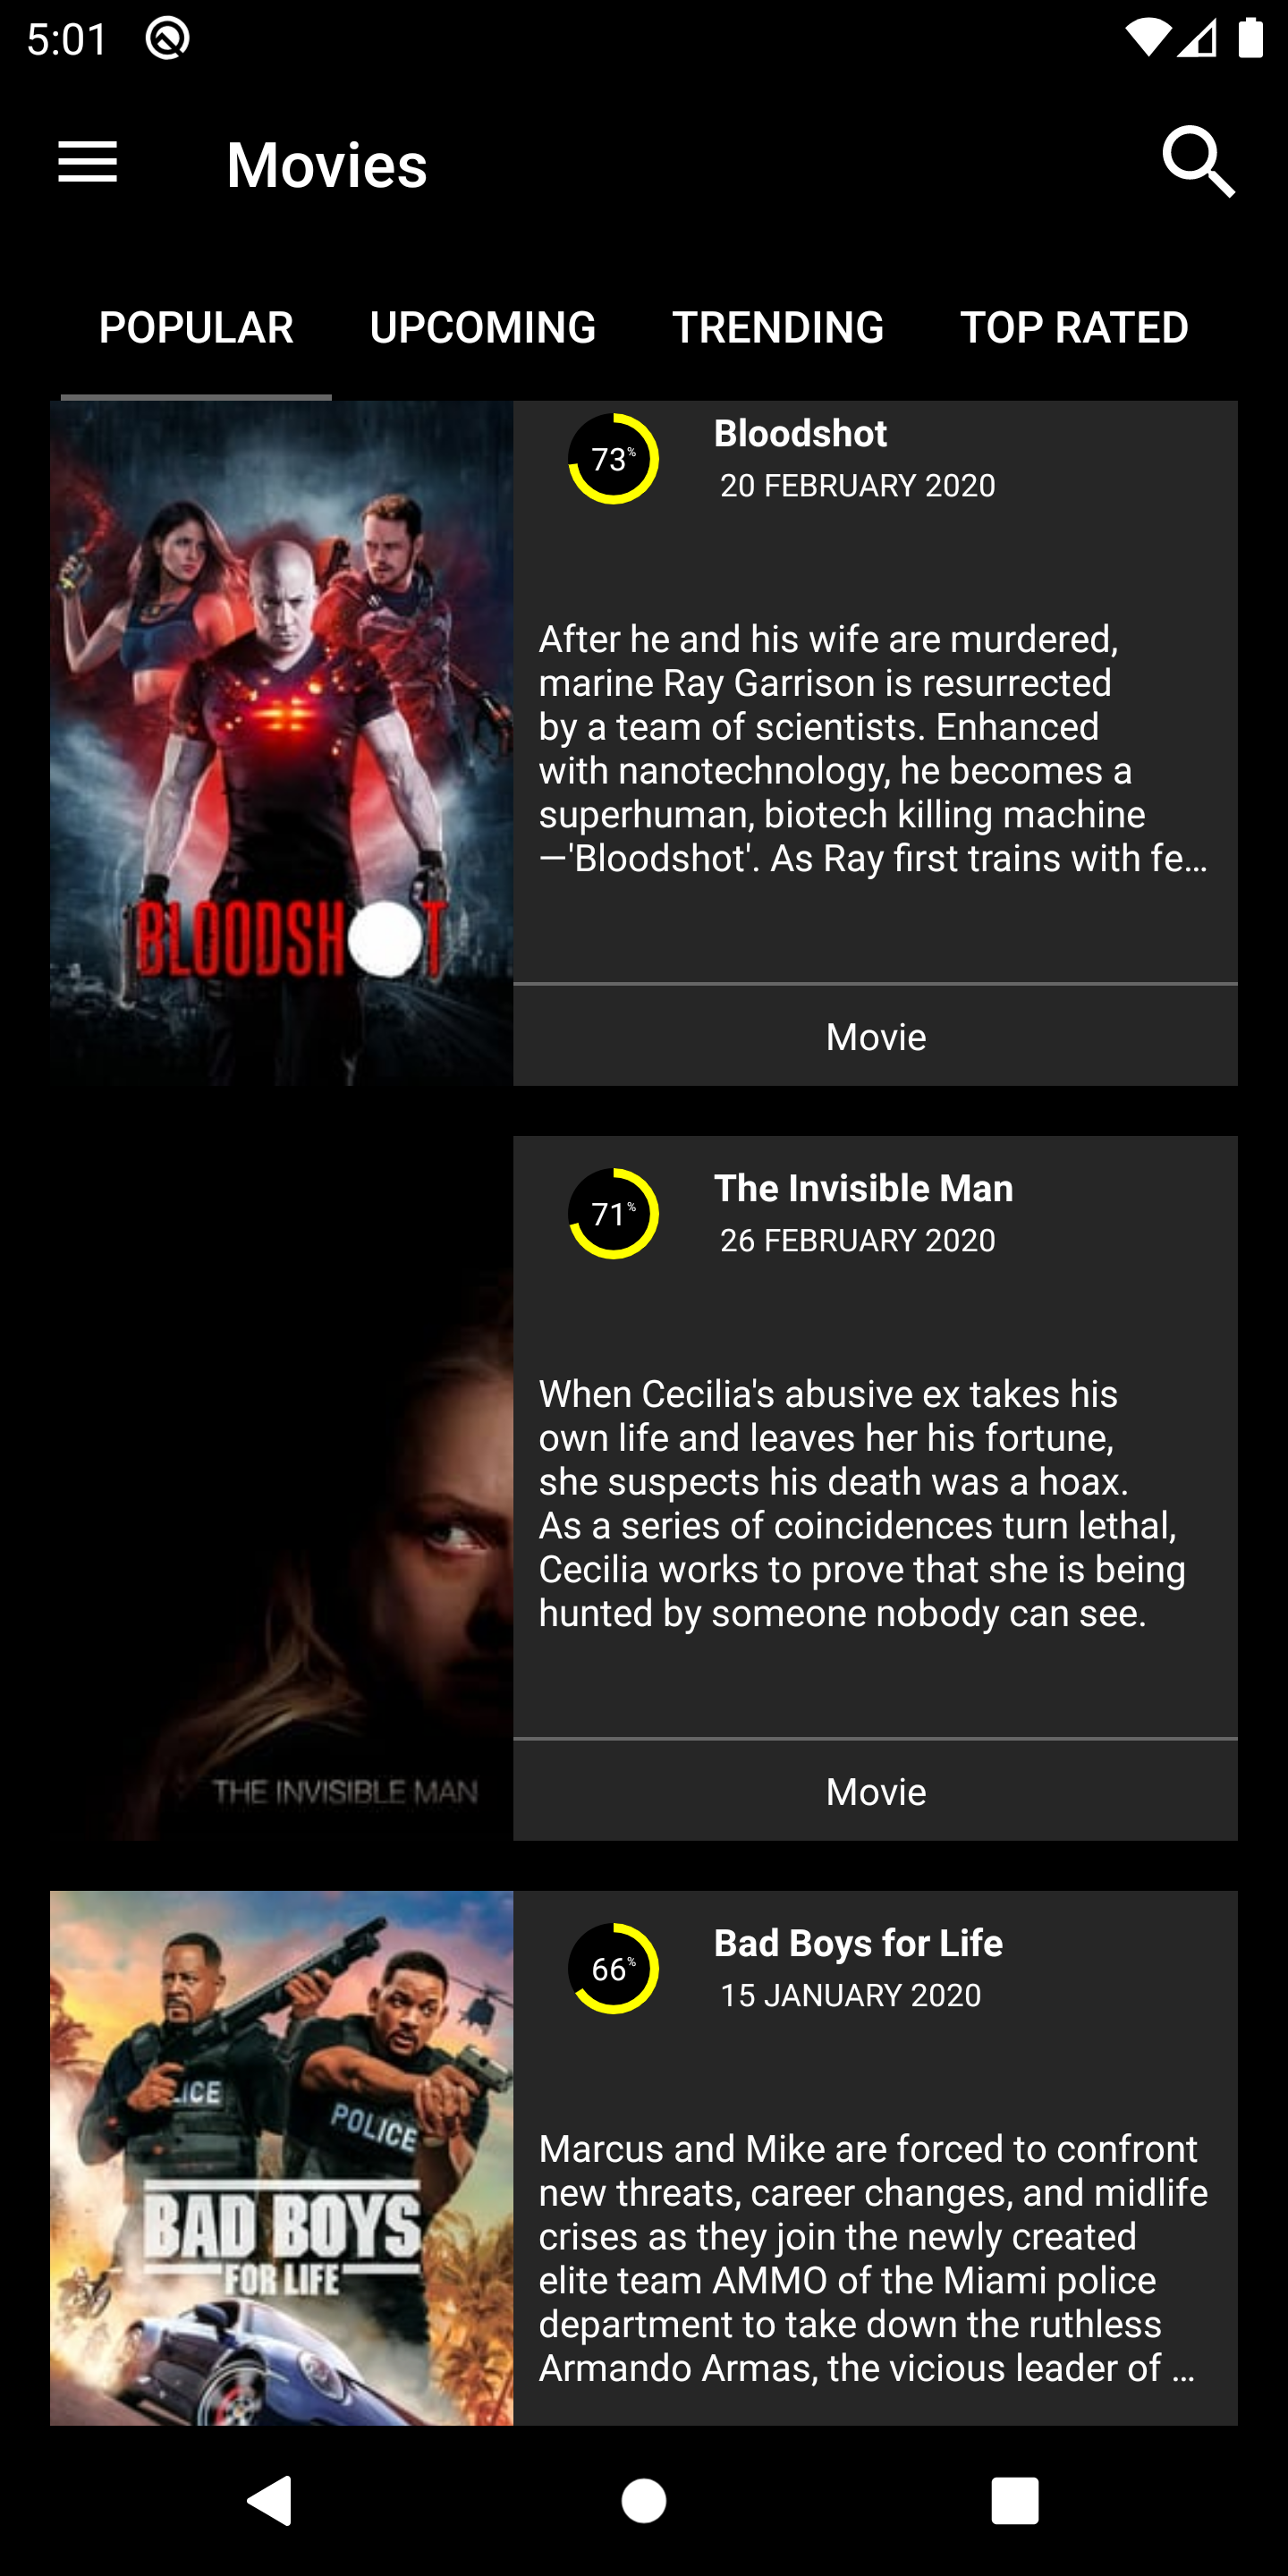 5:01
Movies
POPULAR UPCOMING TRENDING TOP RATED
73%
Bloodshot
20 FEBRUARY 2020
After he and his wife are murdered,
marine Ray Garrison is resurrected
by a team of scientists. Enhanced
with nanotechnology, he becomes a
superhuman, biotech killing machine
—'Bloodshot'. As Ray first trains with fe...
BLOODSHOT
Movie
71%
The Invisible Man
26 FEBRUARY 2020
When Cecilia's abusive ex takes his
own life and leaves her his fortune,
she suspects his death was a hoax.
As a series of coincidences turn lethal,
Cecilia works to prove that she is being
hunted by someone nobody can see.
THE INVISIBLE MAN
Movie
66%
Bad Boys for Life
15 JANUARY 2020
LICE
POLICE
BAD BOYS
FOR LIFE
Marcus and Mike are forced to confront
new threats, career changes, and midlife
crises as they join the newly created
elite team AMMO of the Miami police
department to take down the ruthless
Armando Armas, the vicious leader of ...